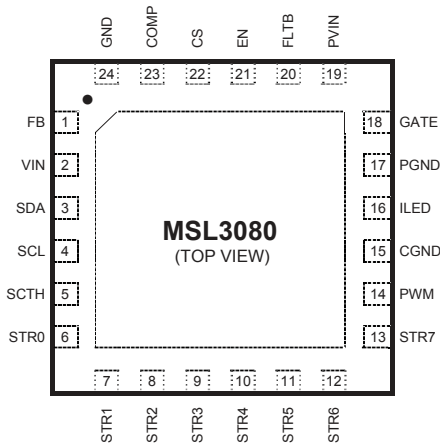 GND COMP CS EN FLTB PVIN
24 23 22 21 20 19
FB 1 18 GATE
VIN 2 17 PGND
SDA 3 16 ILED
MSL3080
(TOP VIEW)
SCL 4 15 CGND
SCTH 5 14 PWM
STR0 6 13 STR7
7 8 9 10 11 12
STR1 STR2 STR3 STR4 STR5 STR6